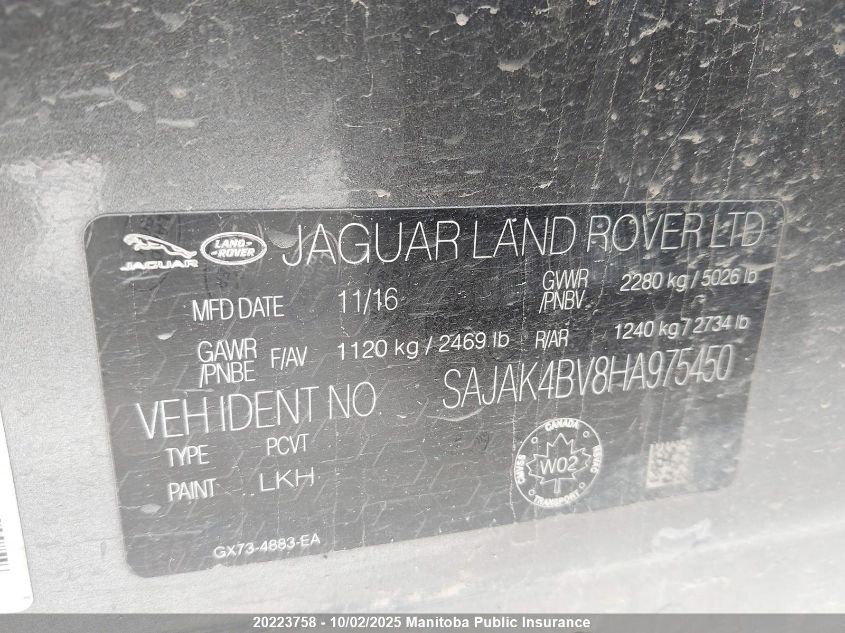 JAGUAR LAND-ROVER JAGUAR LAND ROVER LTD
MFD DATE 11/16 GVWR /PNBV 2280 kg / 5026 lb
GAWR /PNBE F/AV 1120 kg / 2469 lb R/AR 1240 kg / 2734 lb
VEH IDENT NO SAJAK4BV8HA975450
TYPE PCVT
PAINT LKH
CANADA
W02
TRANSPORT
GX73-4883-EA
20223758 - 10/02/2025 Manitoba Public Insurance